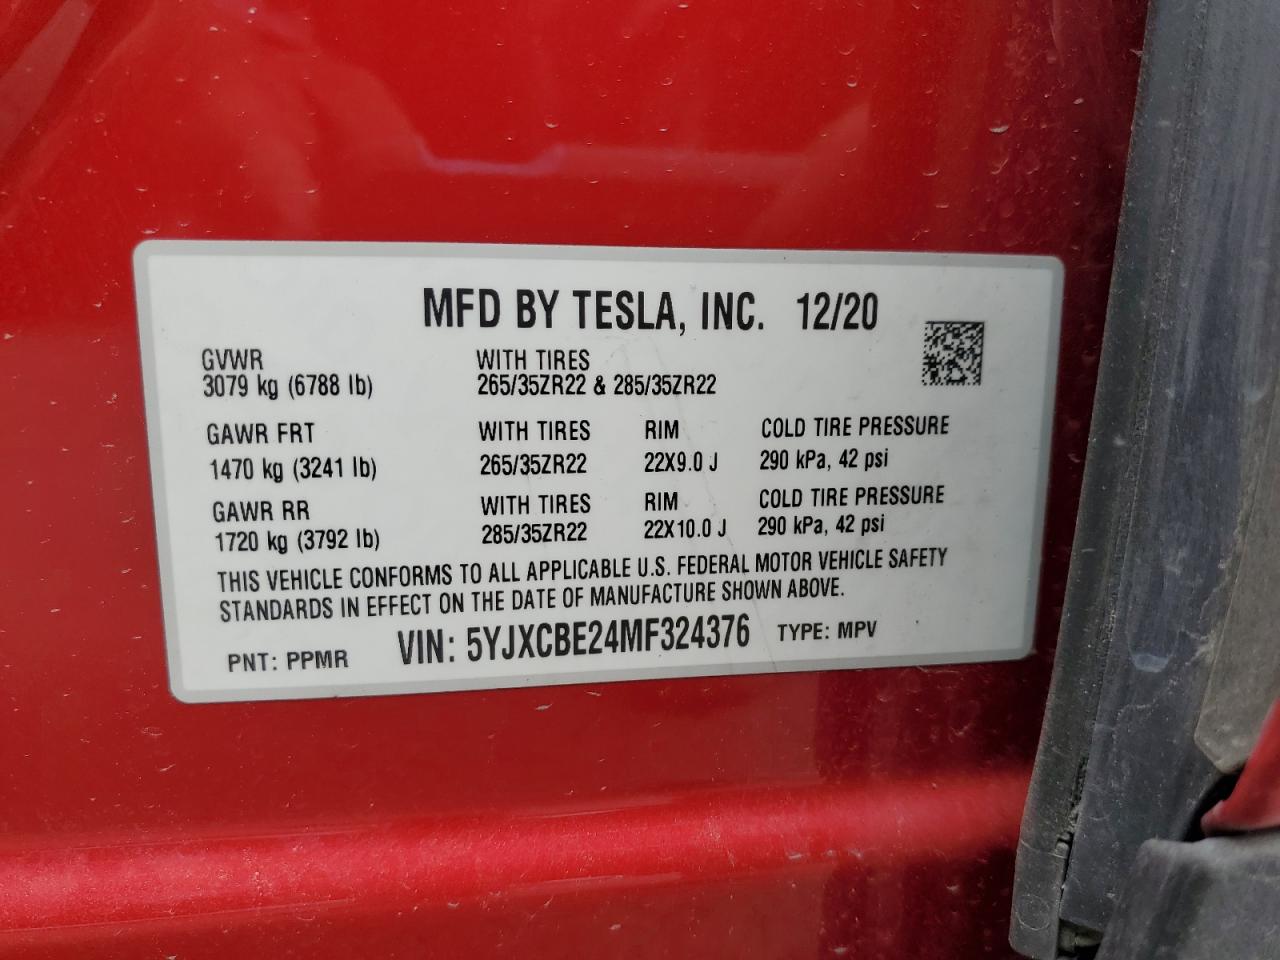 MFD BY TESLA, INC. 12/20
GVWR WITH TIRES
3079 kg (6788 lb) 265/35ZR22 & 285/35ZR22
GAWR FRT WITH TIRES RIM COLD TIRE PRESSURE
1470 kg (3241 lb) 265/35ZR22 22X9.0 J 290 kPa, 42 psi
GAWR RR WITH TIRES RIM COLD TIRE PRESSURE
1720 kg (3792 lb) 285/35ZR22 22X10.0 J 290 kPa, 42 psi
THIS VEHICLE CONFORMS TO ALL APPLICABLE U.S. FEDERAL MOTOR VEHICLE SAFETY
STANDARDS IN EFFECT ON THE DATE OF MANUFACTURE SHOWN ABOVE.
PNT: PPMR VIN: 5YJXCBE24MF324376 TYPE: MPV